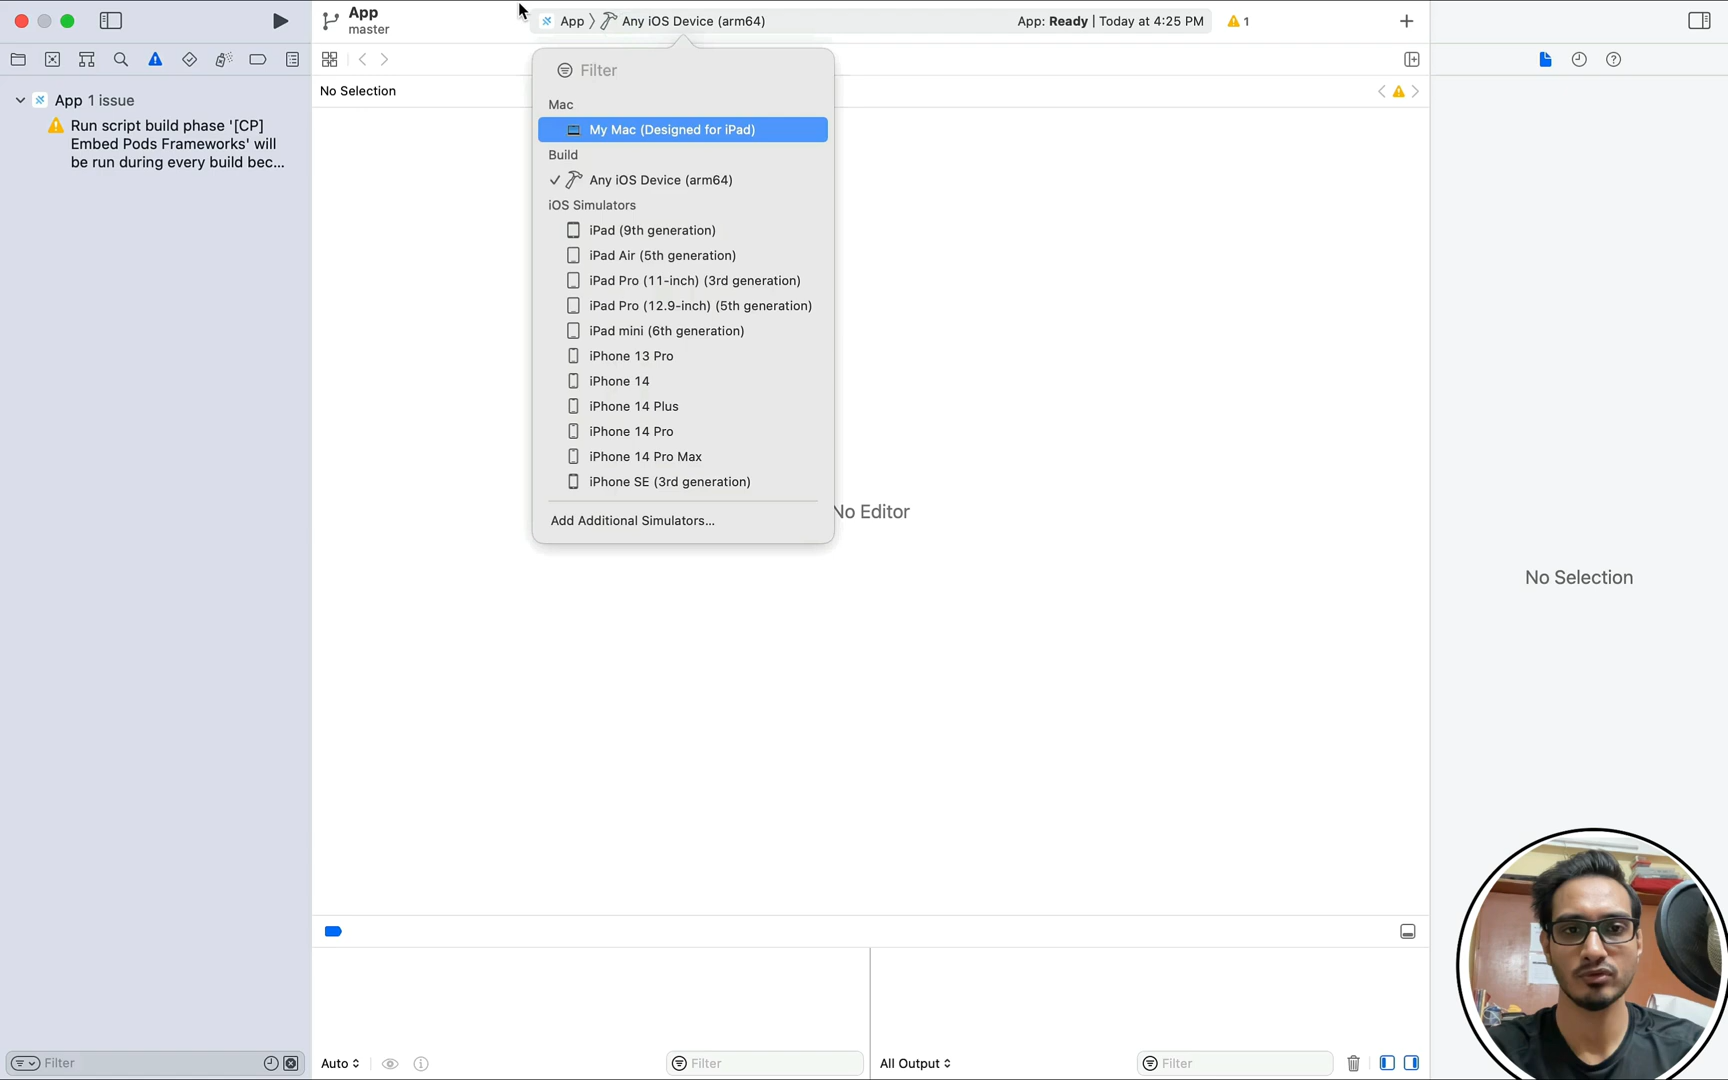 App
master
App 〉 Any iOS Device (arm64)
App: Ready | Today at 4:25 PM
1
No Selection
App 1 issue
Run script build phase '[CP]
Embed Pods Frameworks' will
be run during every build bec...
Filter
Mac
My Mac (Designed for iPad)
Build
Any iOS Device (arm64)
iOS Simulators
iPad (9th generation)
iPad Air (5th generation)
iPad Pro (11-inch) (3rd generation)
iPad Pro (12.9-inch) (5th generation)
iPad mini (6th generation)
iPhone 13 Pro
iPhone 14
iPhone 14 Plus
iPhone 14 Pro
iPhone 14 Pro Max
iPhone SE (3rd generation)
Add Additional Simulators...
No Editor
No Selection
Filter
Auto
Filter
All Output
Filter